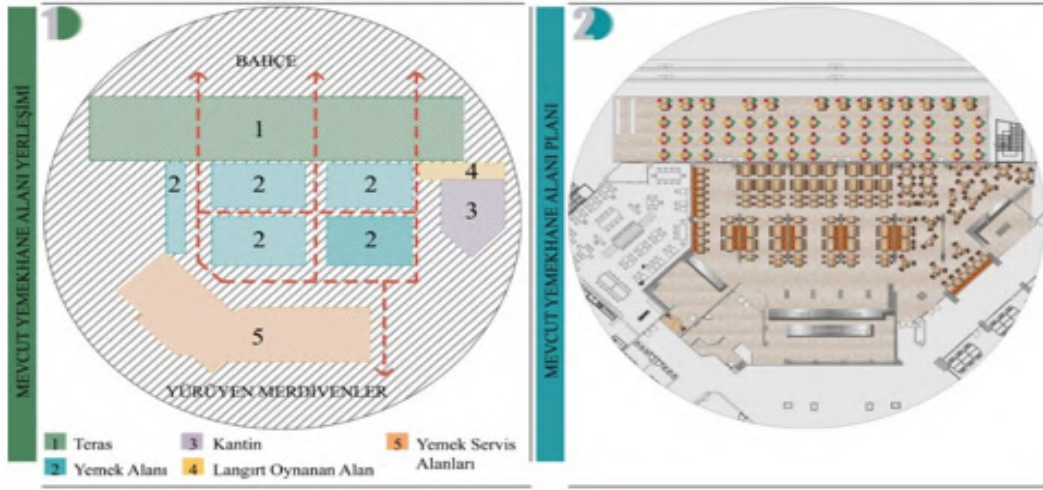 MEVCUT YEMEKHANE ALANI YERLEŞİMİ
1
BAHÇE
1
2
2
2
4
3
2
2
5
YÜRÜYEN MERDİVENLER
1 Teras
3 Kantin
5 Yemek Servis
Alanları
2 Yemek Alanı
4 Langırt Oynanan Alan
MEVCUT YEMEKHANE ALANI PLANI
2